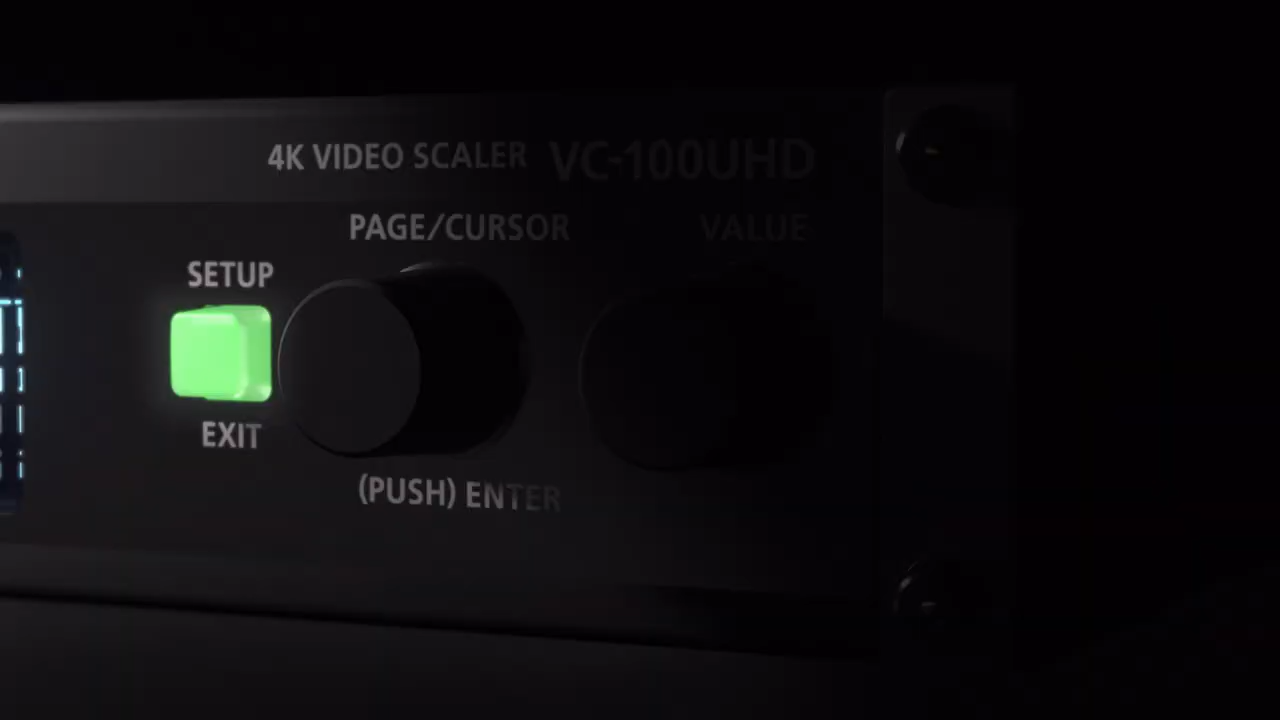 4K VIDEO SCALER VC-100UHD
PAGE/CURSOR VALUE
SETUP
EXIT
(PUSH) ENTER